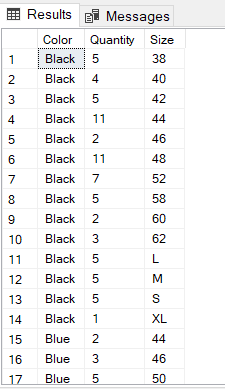 Results Messages
Color Quantity Size
1 Black 5 38
2 Black 4 40
3 Black 5 42
4 Black 11 44
5 Black 2 46
6 Black 11 48
7 Black 7 52
8 Black 5 58
9 Black 2 60
10 Black 3 62
11 Black 5 L
12 Black 5 M
13 Black 5 S
14 Black 1 XL
15 Blue 2 44
16 Blue 3 46
17 Blue 5 50